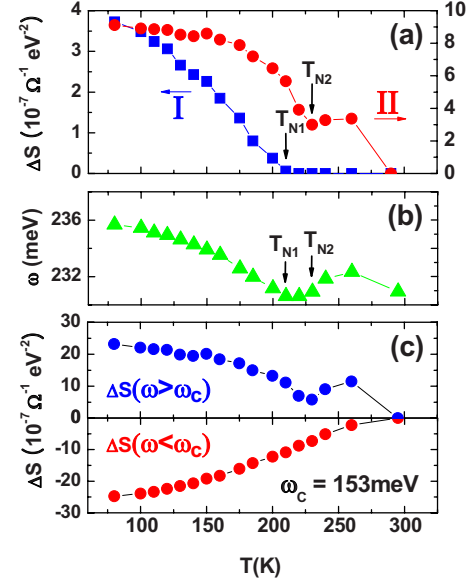 (a)
4 3 2 1 0
ΔS (10⁻⁷ Ω⁻¹ eV⁻²)
I
II
T_N1
T_N2
10 8 6 4 2 0
(b)
236
232
ω (meV)
T_N1 T_N2
(c)
30 20 10 0 -10 -20 -30
ΔS (10⁻⁷ Ω⁻¹ eV⁻²)
ΔS(ω>ω_C)
ΔS(ω<ω_C)
ω_C = 153meV
100 150 200 250 300
T(K)